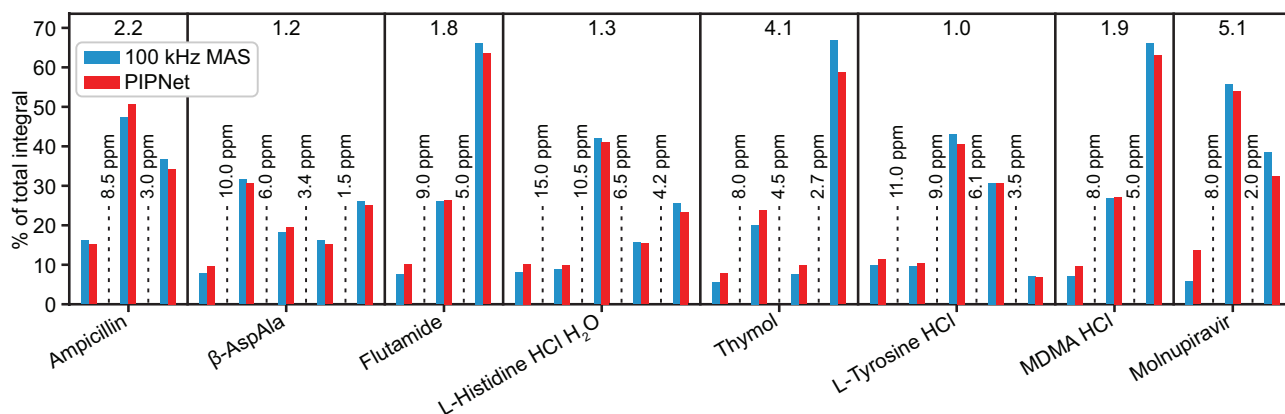 2.2 1.2 1.8 1.3 4.1 1.0 1.9 5.1
% of total integral
70
60
50
40
30
20
10
0
100 kHz MAS
PIPNet
8.5 ppm
3.0 ppm
10.0 ppm
6.0 ppm
3.4 ppm
1.5 ppm
9.0 ppm
5.0 ppm
15.0 ppm
10.5 ppm
6.5 ppm
4.2 ppm
8.0 ppm
4.5 ppm
2.7 ppm
11.0 ppm
9.0 ppm
6.1 ppm
3.5 ppm
8.0 ppm
5.0 ppm
8.0 ppm
2.0 ppm
Ampicillin
β-AspAla
Flutamide
L-Histidine HCl H₂O
Thymol
L-Tyrosine HCl
MDMA HCl
Molnupiravir